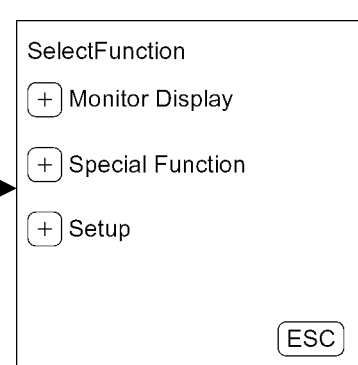 SelectFunction
+ Monitor Display
+ Special Function
+ Setup
ESC